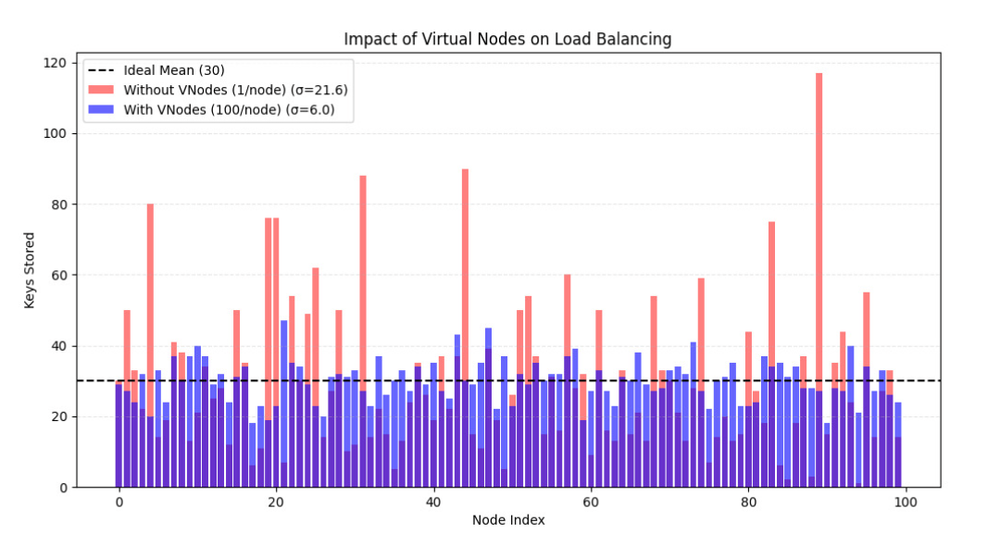 Impact of Virtual Nodes on Load Balancing
Ideal Mean (30)
Without VNodes (1/node) (σ=21.6)
With VNodes (100/node) (σ=6.0)
Keys Stored
120
100
80
60
40
20
0
0 20 40 60 80 100
Node Index